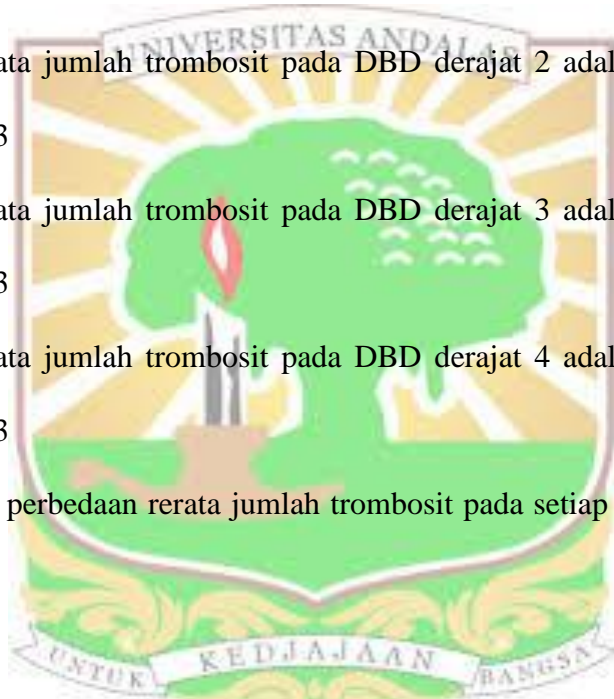 UNIVERSITAS ANDALAS
ata jumlah trombosit pada DBD derajat 2 adal
3
ata jumlah trombosit pada DBD derajat 3 adal
3
ata jumlah trombosit pada DBD derajat 4 adal
3
perbedaan rerata jumlah trombosit pada setiap
UNTUK KEDJAJAAN BANGSA